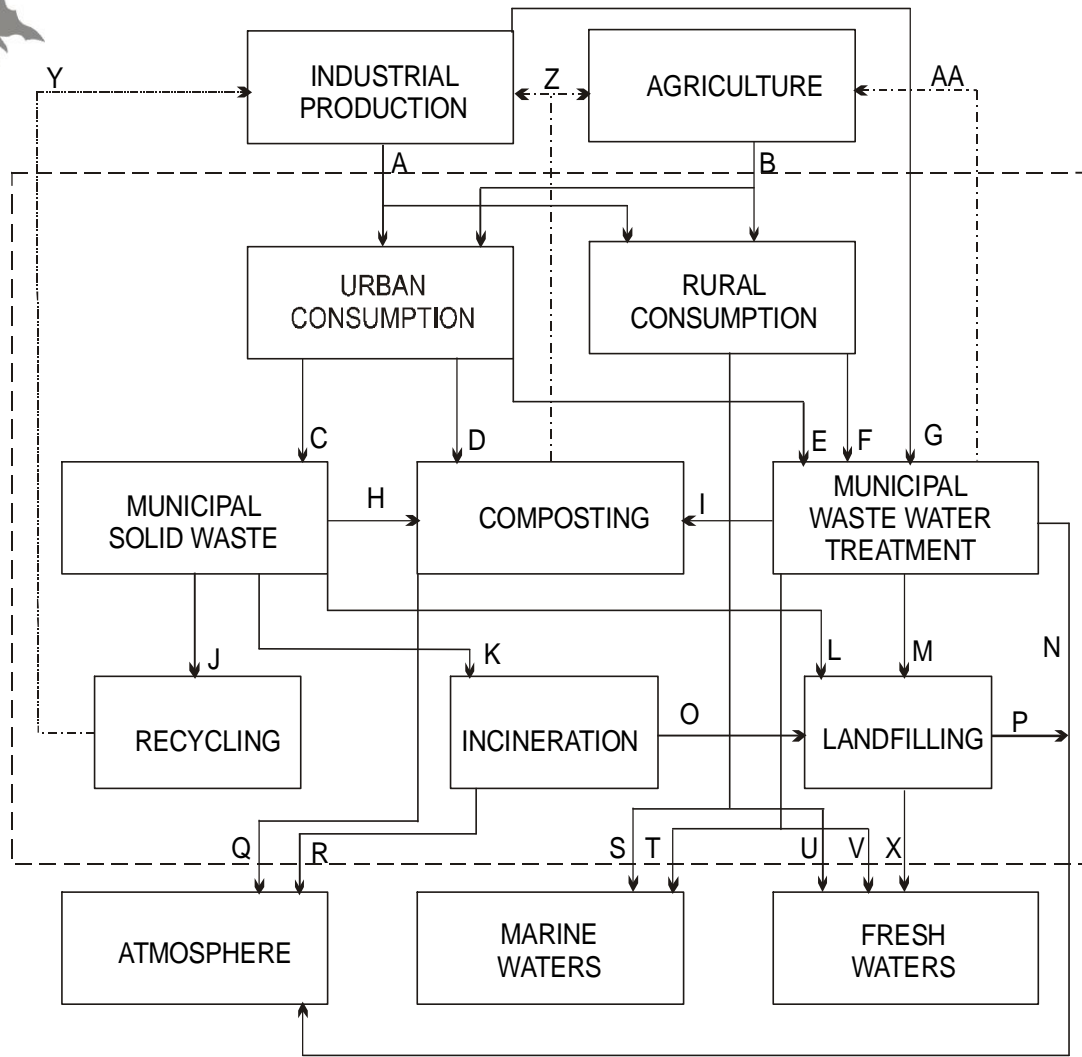 Y
INDUSTRIAL
PRODUCTION
Z
AGRICULTURE
AA
A
B
URBAN
CONSUMPTION
RURAL
CONSUMPTION
C
D
E
F
G
MUNICIPAL
SOLID WASTE
H
COMPOSTING
I
MUNICIPAL
WASTE WATER
TREATMENT
J
K
L
M
N
RECYCLING
INCINERATION
O
LANDFILLING
P
Q
R
S
T
U
V
X
ATMOSPHERE
MARINE
WATERS
FRESH
WATERS